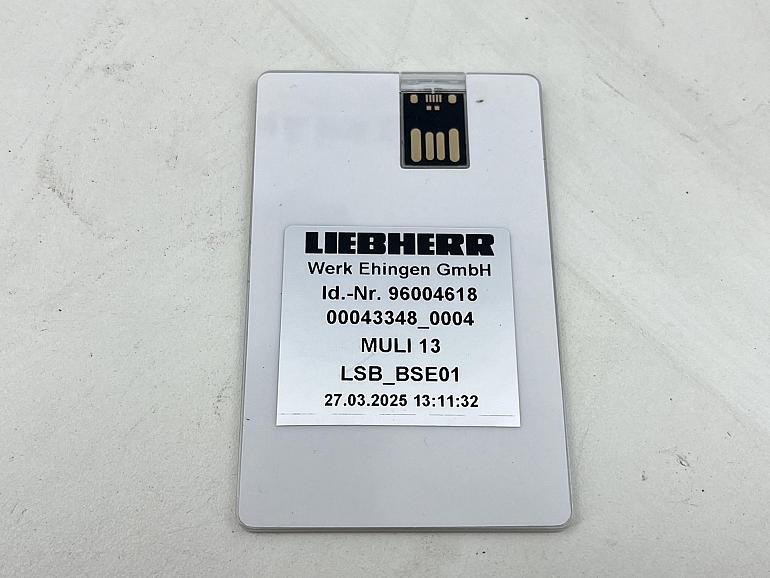 LIEBHERR
Werk Ehingen GmbH
Id.-Nr. 96004618
00043348_0004
MULI 13
LSB_BSE01
27.03.2025 13:11:32